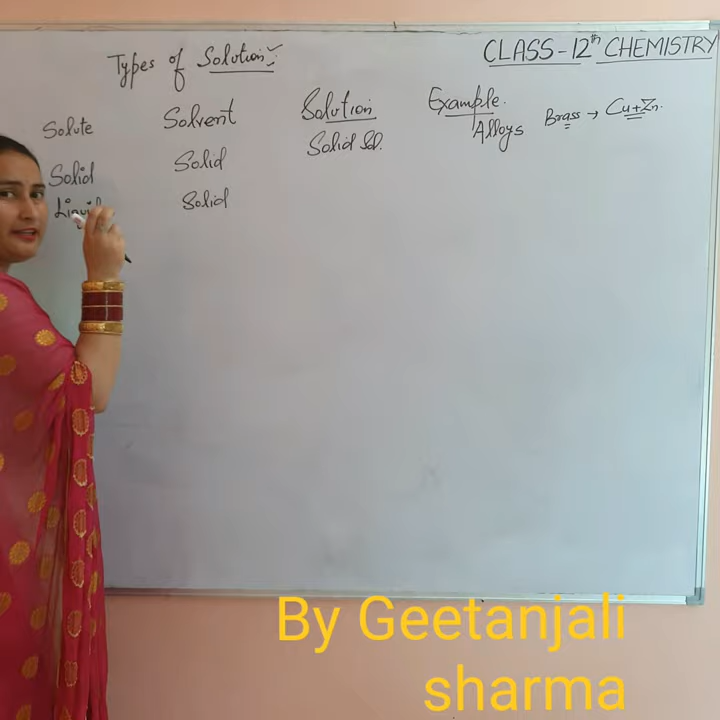 Types of Solution:
CLASS-12th CHEMISTRY
Solute Solvent Solution Example.
Solid Solid Solid Sol. Alloys Brass → Cu+Zn.
Liquid Solid
By Geetanjali
sharma